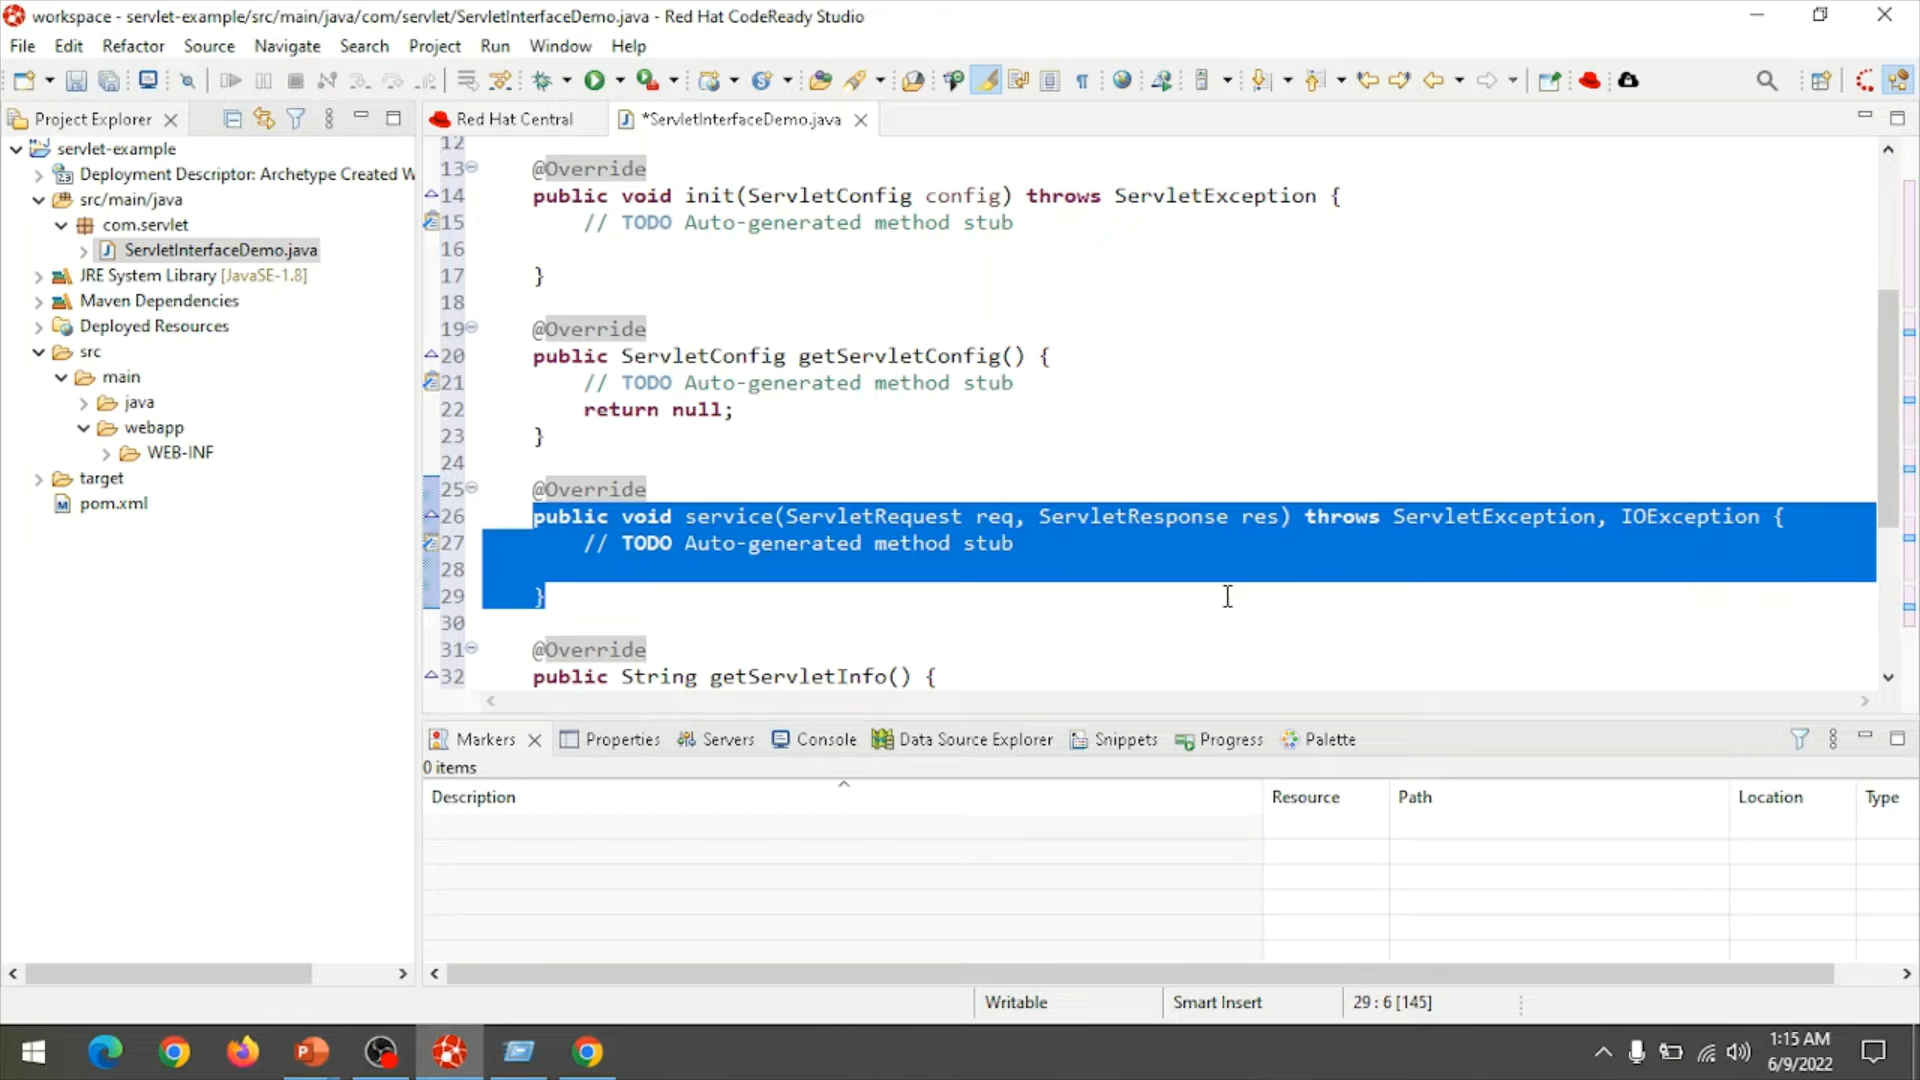 workspace - servlet-example/src/main/java/com/servlet/ServletInterfaceDemo.java - Red Hat CodeReady Studio
File Edit Refactor Source Navigate Search Project Run Window Help
Project Explorer
Red Hat Central
*ServletInterfaceDemo.java
servlet-example
Deployment Descriptor: Archetype Created W
src/main/java
com.servlet
ServletInterfaceDemo.java
JRE System Library [JavaSE-1.8]
Maven Dependencies
Deployed Resources
src
main
java
webapp
WEB-INF
target
pom.xml
12
13 @Override
14 public void init(ServletConfig config) throws ServletException {
15 // TODO Auto-generated method stub
16
17 }
18
19 @Override
20 public ServletConfig getServletConfig() {
21 // TODO Auto-generated method stub
22 return null;
23 }
24
25 @Override
26 public void service(ServletRequest req, ServletResponse res) throws ServletException, IOException {
27 // TODO Auto-generated method stub
28
29 }
30
31 @Override
32 public String getServletInfo() {
Markers Properties Servers Console Data Source Explorer Snippets Progress Palette
0 items
Description Resource Path Location Type
Writable Smart Insert 29 : 6 [145]
1:15 AM
6/9/2022